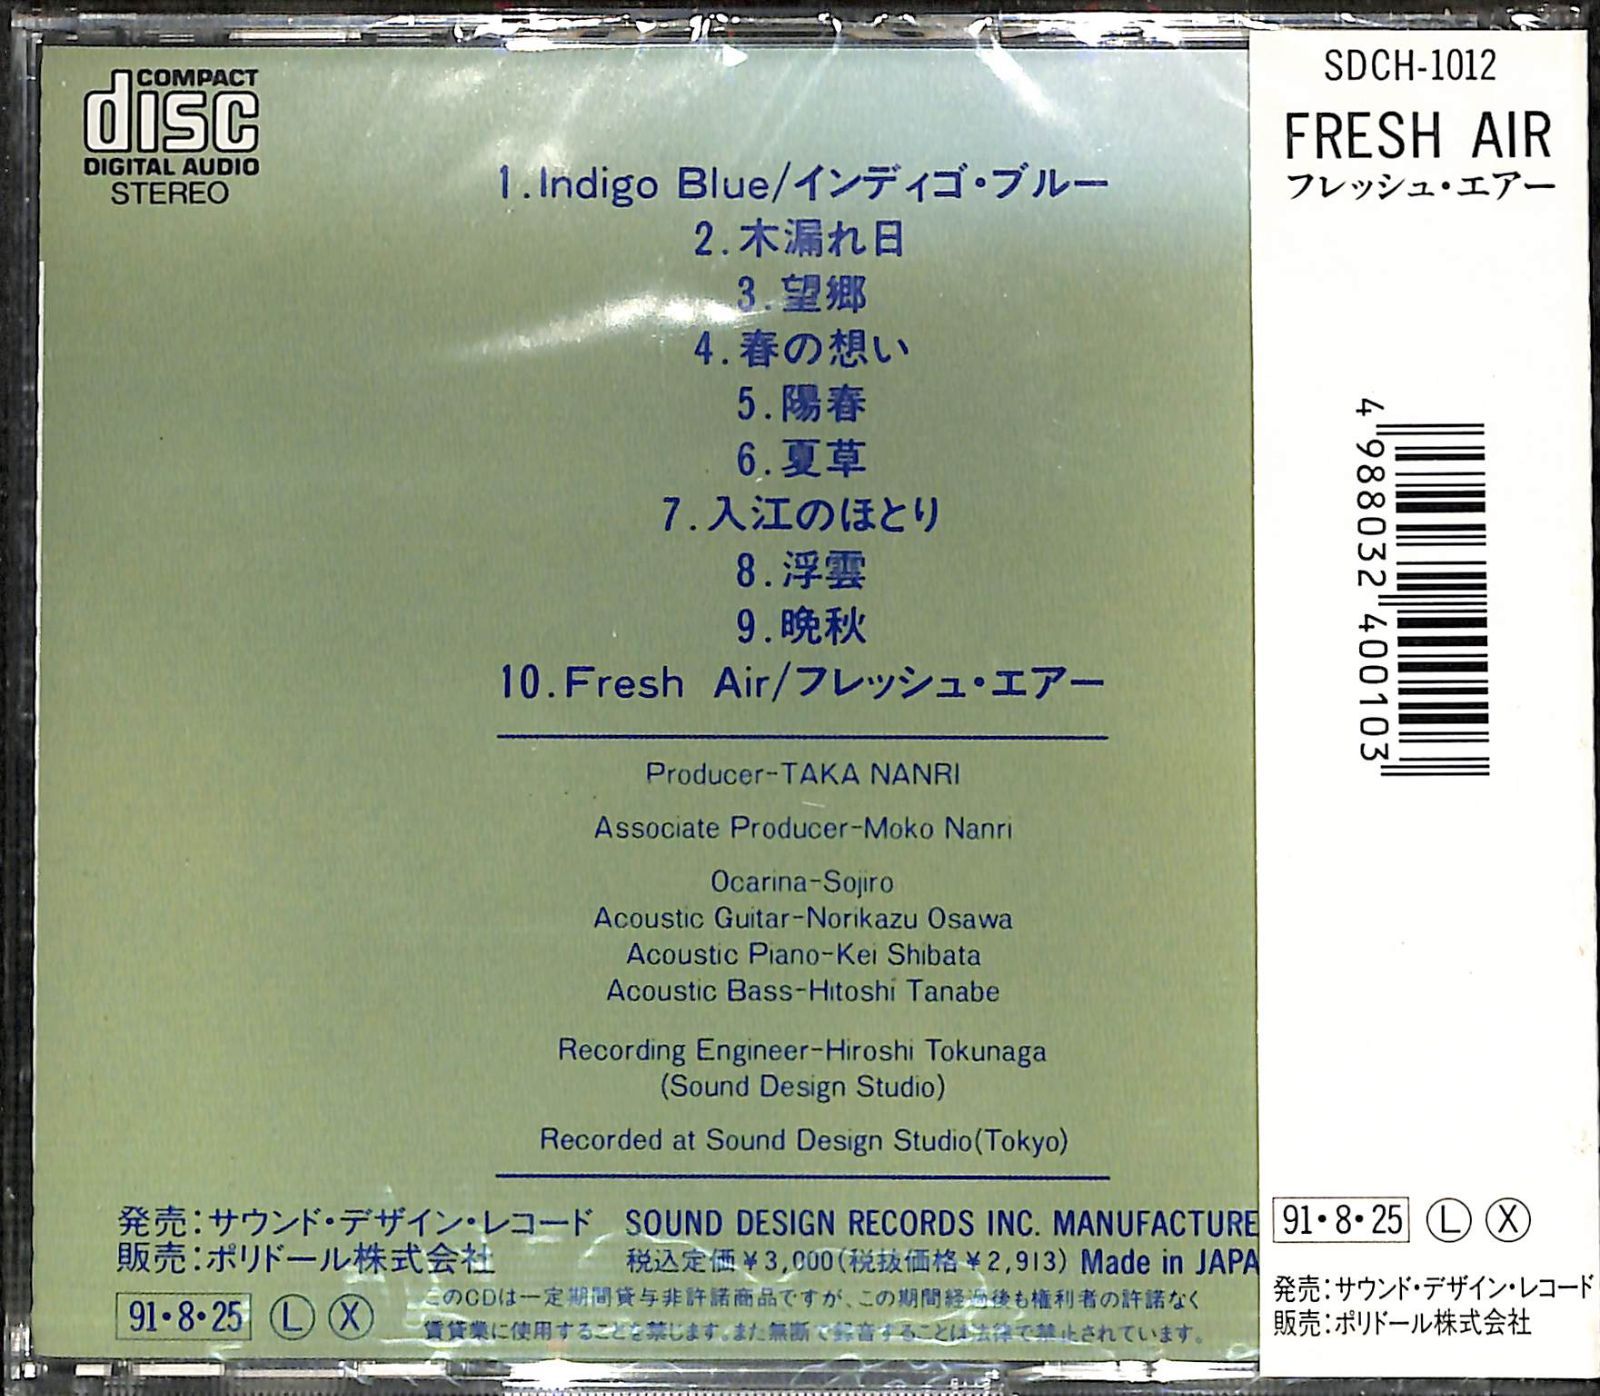 COMPACT
disc
DIGITAL AUDIO
STEREO
1.Indigo Blue/インディゴ・ブルー
2.木漏れ日
3.望郷
4.春の想い
5.陽春
6.夏草
7.入江のほとり
8.浮雲
9.晩秋
10.Fresh Air/フレッシュ・エアー
Producer-TAKA NANRI
Associate Producer-Moko Nanri
Ocarina-Sojiro
Acoustic Guitar-Norikazu Osawa
Acoustic Piano-Kei Shibata
Acoustic Bass-Hitoshi Tanabe
Recording Engineer-Hiroshi Tokunaga
(Sound Design Studio)
Recorded at Sound Design Studio(Tokyo)
発売:サウンド・デザイン・レコード SOUND DESIGN RECORDS INC. MANUFACTURE
販売:ポリドール株式会社 税込定価¥3,000(税抜価格¥2,913) Made in JAPA
91・8・25 Ⓛ Ⓧ
このCDは一定期間貸与非許諾商品ですが、この期間経過後も権利者の許諾なく
賃貸業に使用することを禁じます。また無断で録音することは法律で禁止されています。
SDCH-1012
FRESH AIR
フレッシュ・エアー
4 988032 400103
91・8・25 Ⓛ Ⓧ
発売:サウンド・デザイン・レコード
販売:ポリドール株式会社